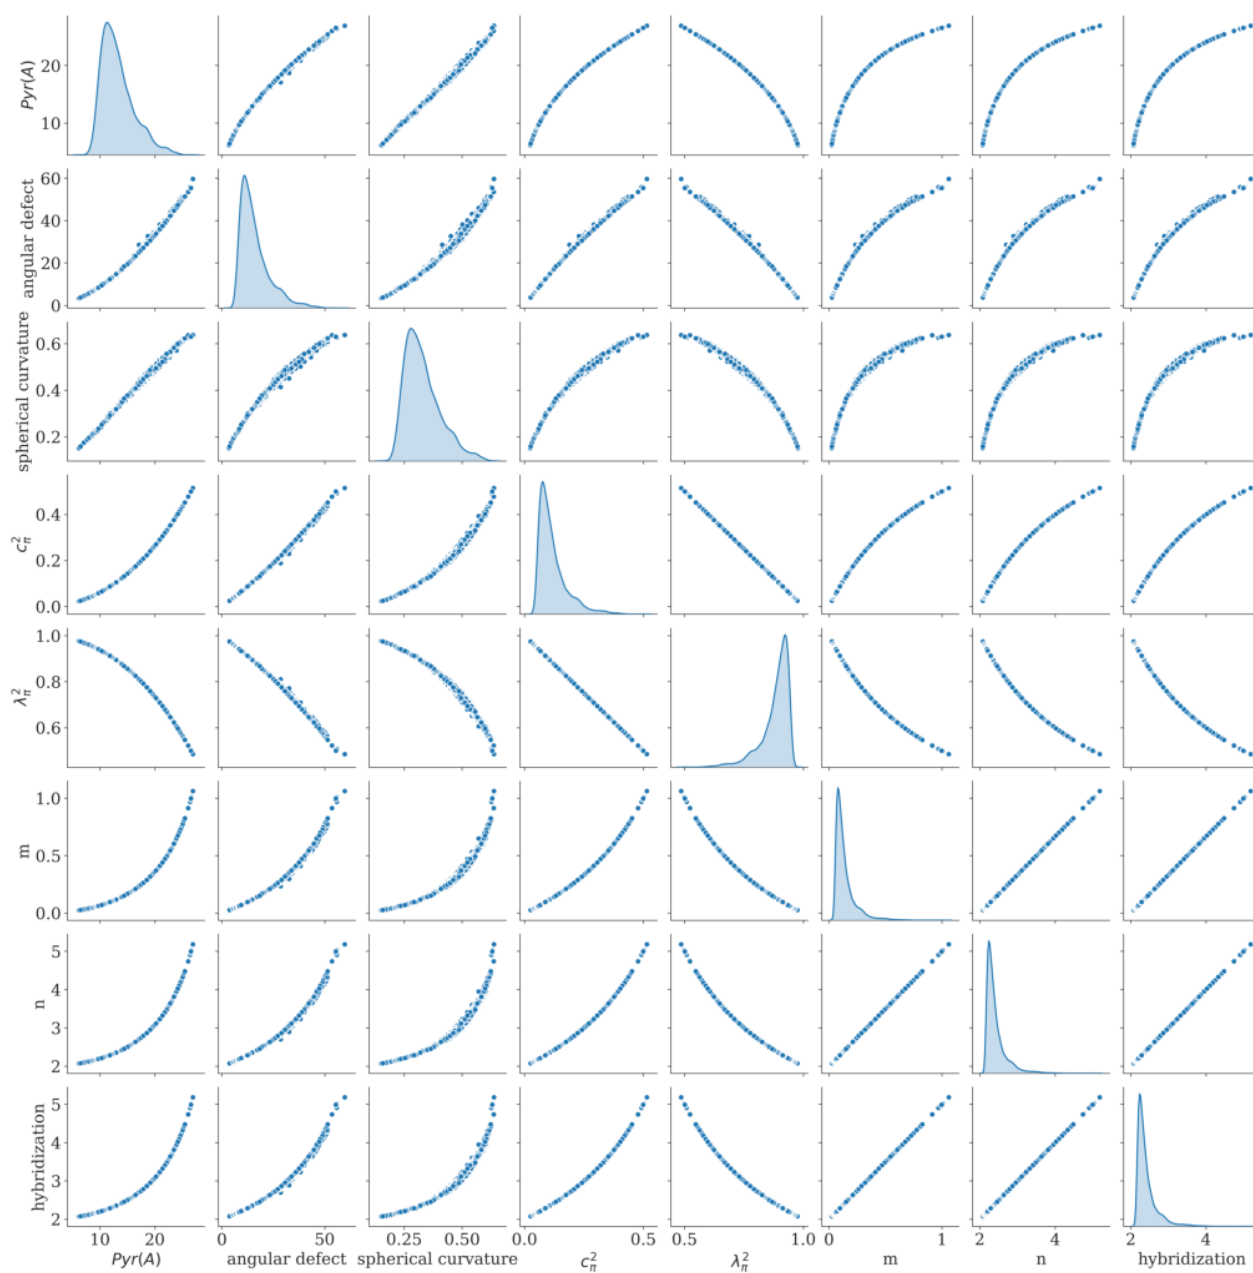 Pyr(A)
20
10
angular defect
60
40
20
0
spherical curvature
0.6
0.4
0.2
c²π
0.4
0.2
0.0
λ²π
1.0
0.8
0.6
m
1.0
0.5
0.0
n
5
4
3
2
hybridization
5
4
3
2
10 20 0 50 0.25 0.50 0.0 0.5 0.5 1.0 0 1 2 4 2 4
Pyr(A) angular defect spherical curvature c²π λ²π m n hybridization